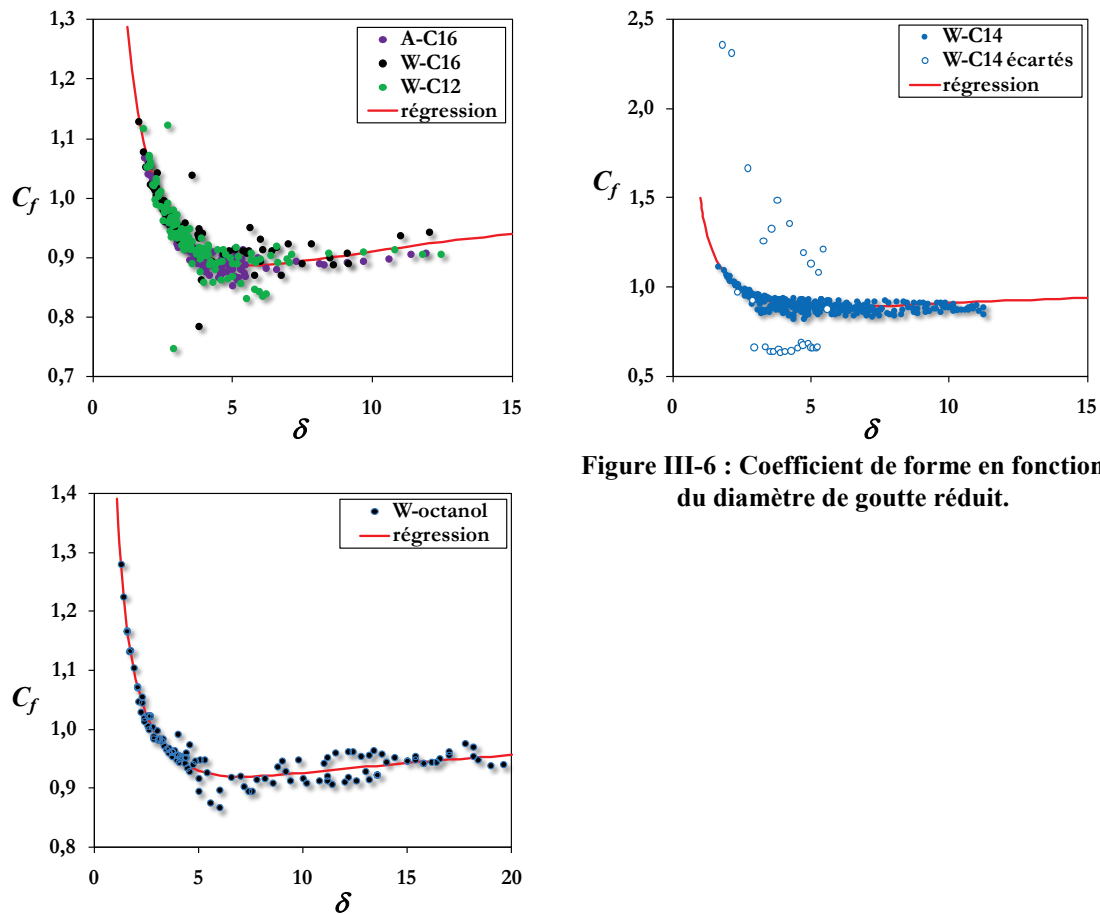 1,3
1,2
1,1
1,0
0,9
0,8
0,7
C_f
A-C16
W-C16
W-C12
régression
0
5
10
15
δ
2,5
2,0
1,5
1,0
0,5
C_f
W-C14
W-C14 écartés
régression
0
5
10
15
δ
Figure III-6 : Coefficient de forme en fonction
du diamètre de goutte réduit.
1,4
1,3
1,2
1,1
1,0
0,9
0,8
C_f
W-octanol
régression
0
5
10
15
20
δ